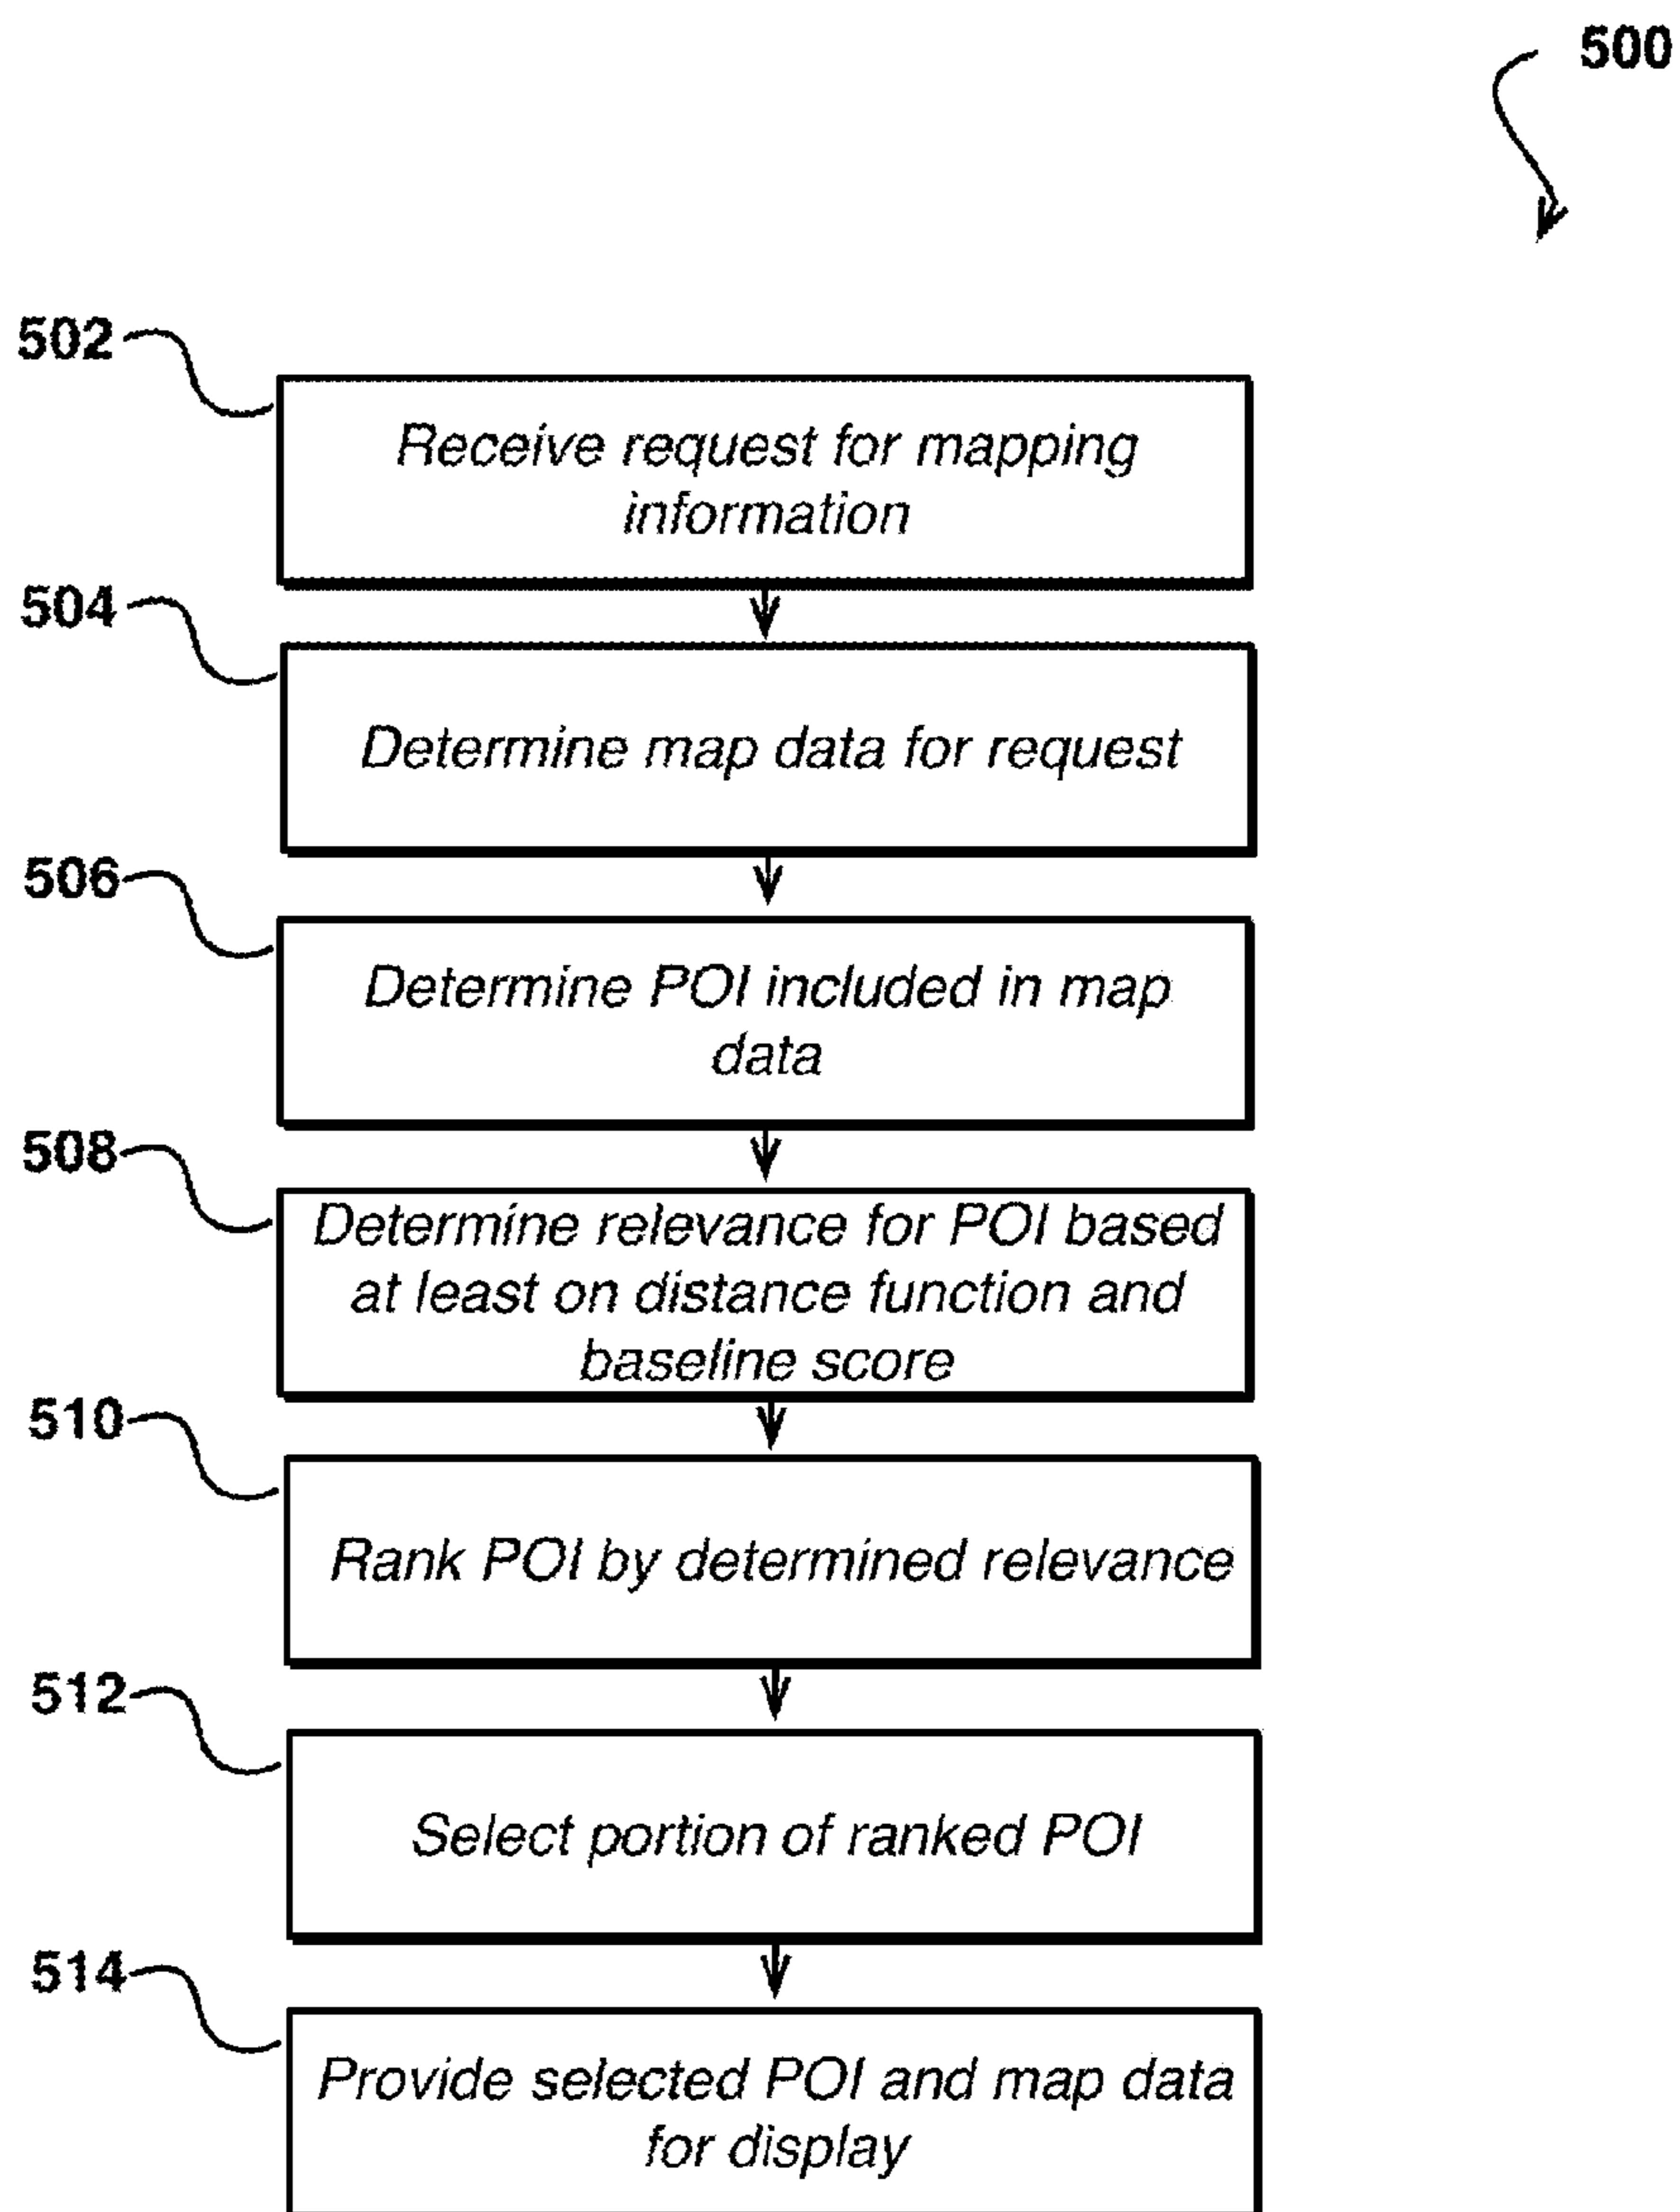 500
502
Receive request for mapping
information
504
Determine map data for request
506
Determine POI included in map
data
508
Determine relevance for POI based
at least on distance function and
baseline score
510
Rank POI by determined relevance
512
Select portion of ranked POI
514
Provide selected POI and map data
for display